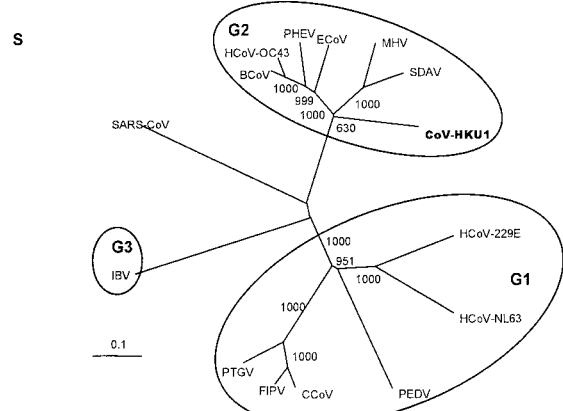 S
G2
PHEV
ECoV
HCoV-OC43
MHV
BCoV
SDAV
1000
999
1000
1000
630
CoV-HKU1
SARS-CoV
G3
IBV
1000
HCoV-229E
951
1000
G1
1000
HCoV-NL63
0.1
1000
PTGV
FIPV
CCoV
PEDV